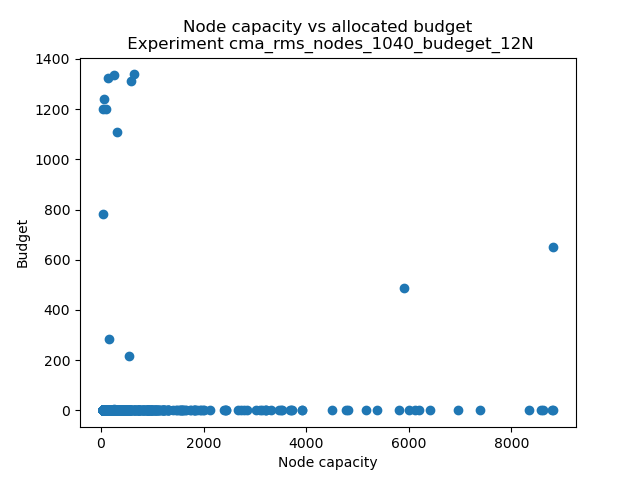 Node capacity vs allocated budget
Experiment cma_rms_nodes_1040_budeget_12N
1400
1200
1000
800
600
400
200
0
Budget
0 2000 4000 6000 8000
Node capacity